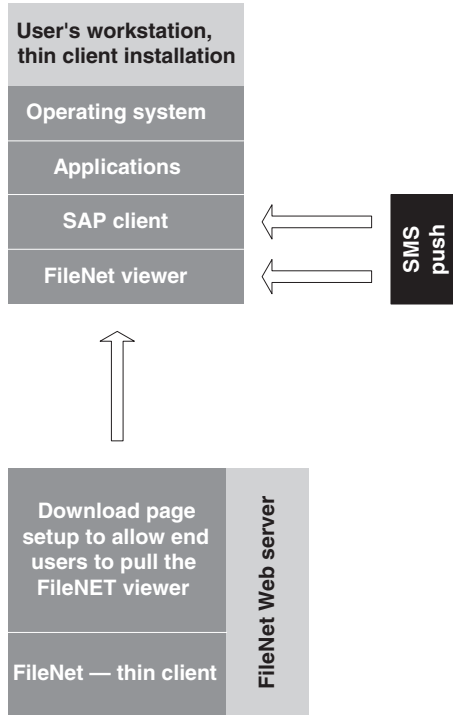 User's workstation,
thin client installation
Operating system
Applications
SAP client
FileNet viewer
SMS
push
Download page
setup to allow end
users to pull the
FileNET viewer
FileNet — thin client
FileNet Web server